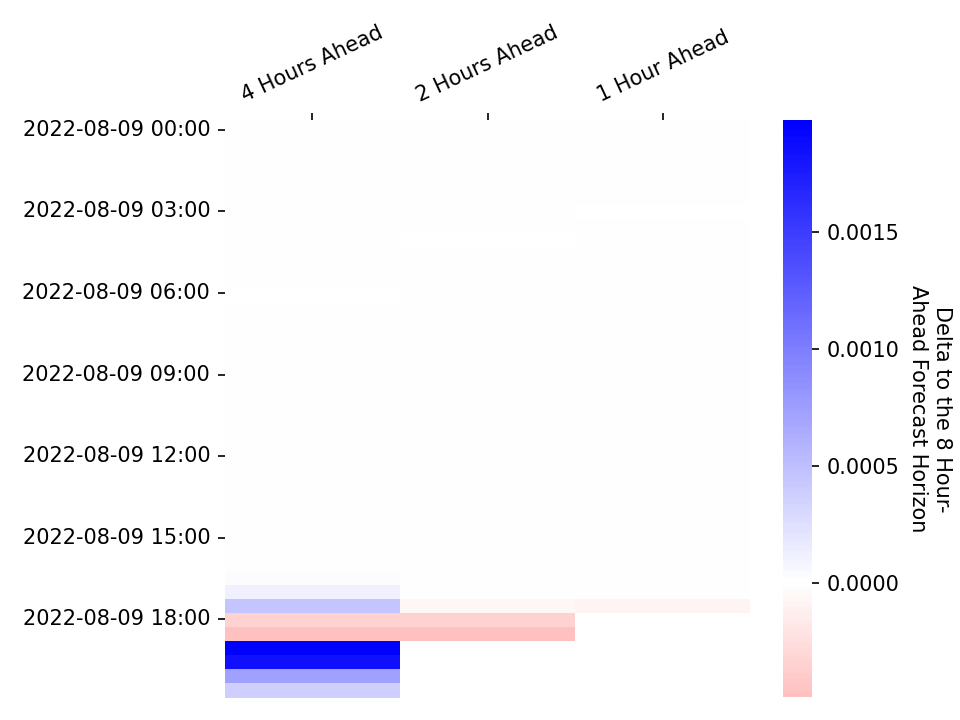 4 Hours Ahead
2 Hours Ahead
1 Hour Ahead
2022-08-09 00:00
2022-08-09 03:00
2022-08-09 06:00
2022-08-09 09:00
2022-08-09 12:00
2022-08-09 15:00
2022-08-09 18:00
0.0015
0.0010
0.0005
0.0000
Delta to the 8 Hour-
Ahead Forecast Horizon